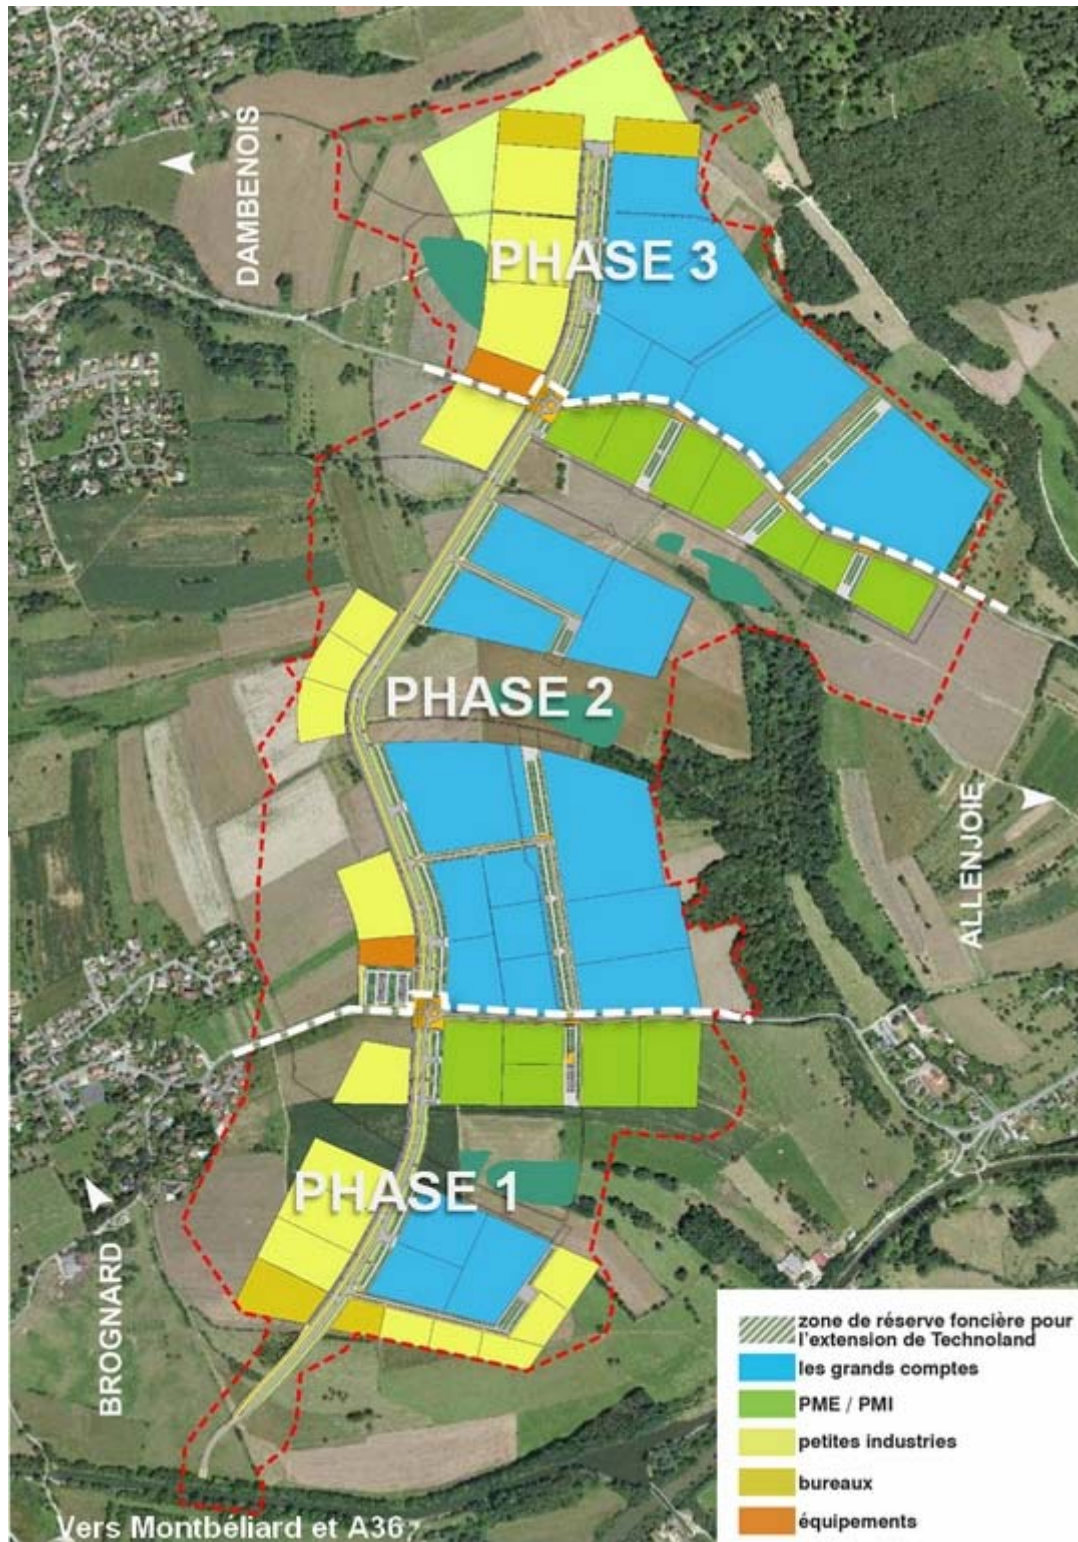 DAMBENOIS
PHASE 3
PHASE 2
ALLENJOIE
PHASE 1
BROGNARD
zone de réserve foncière pour
l'extension de Technoland
les grands comptes
PME / PMI
petites industries
bureaux
équipements
Vers Montbéliard et A36